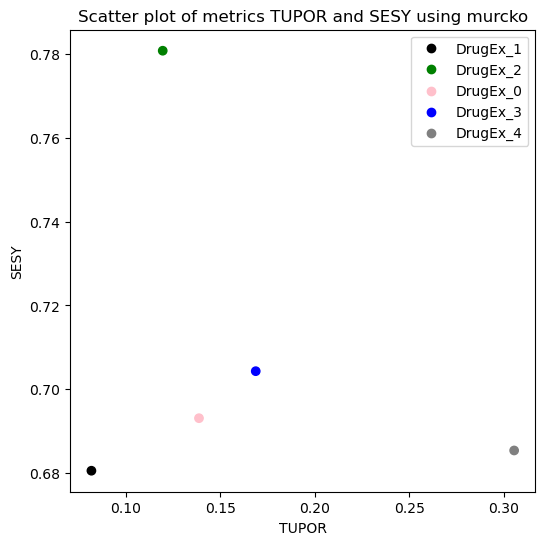 Scatter plot of metrics TUPOR and SESY using murcko
DrugEx_1
DrugEx_2
DrugEx_0
DrugEx_3
DrugEx_4
0.78
0.76
0.74
0.72
0.70
0.68
SESY
0.10
0.15
0.20
0.25
0.30
TUPOR